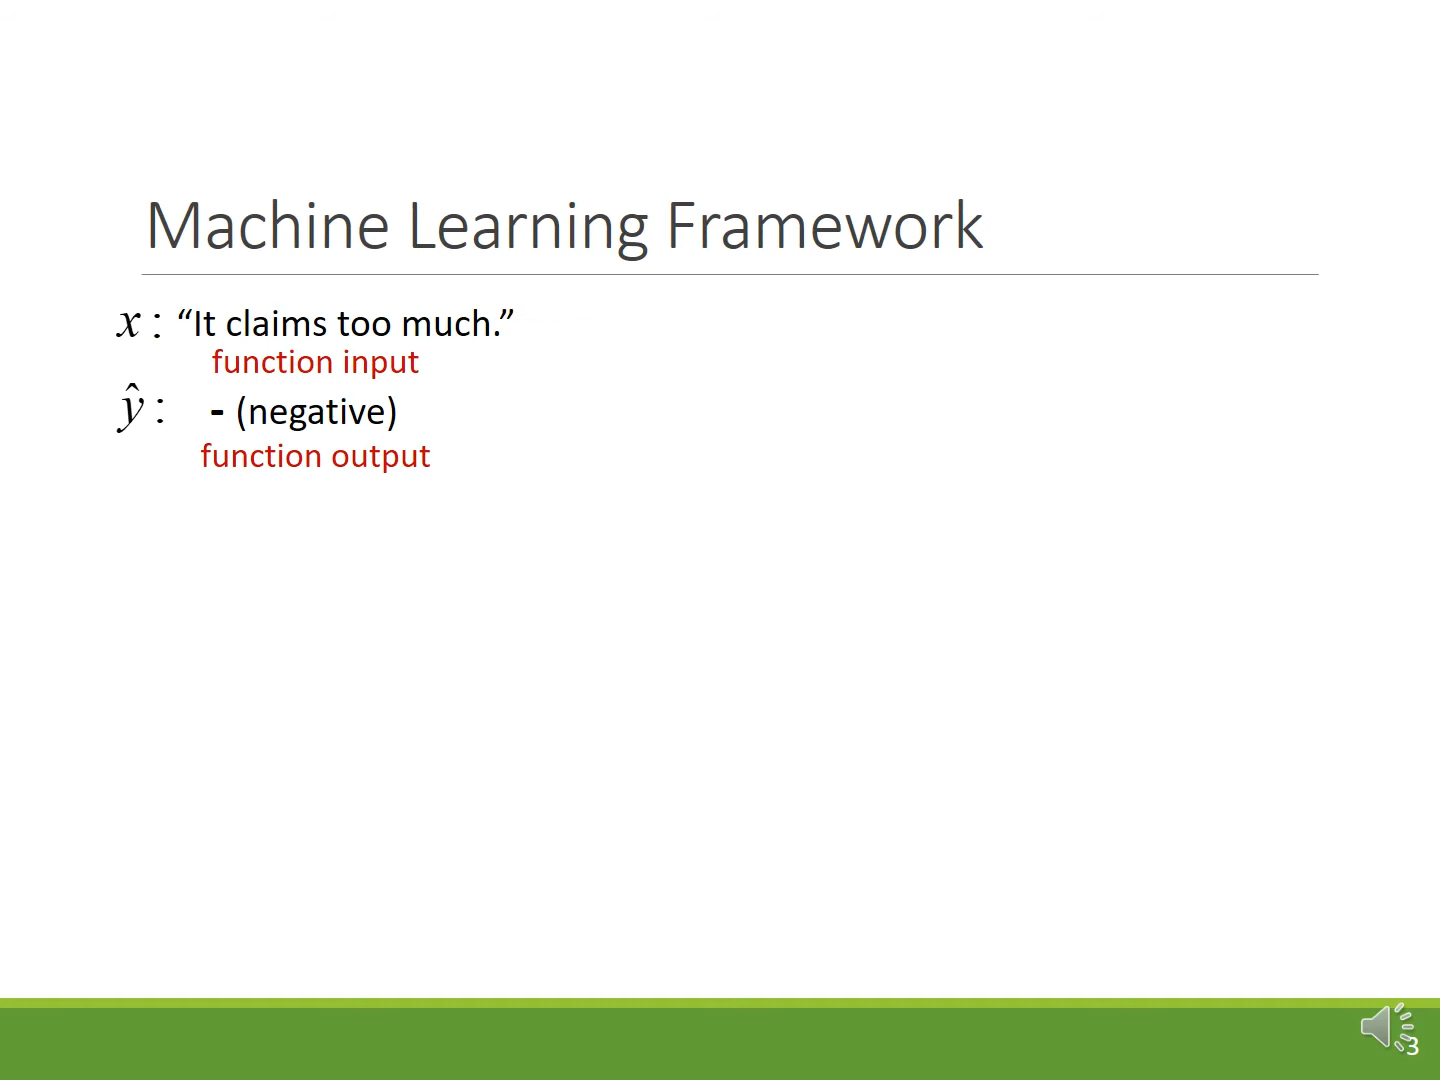 Machine Learning Framework
x : “It claims too much.”
function input
ŷ : - (negative)
function output
3